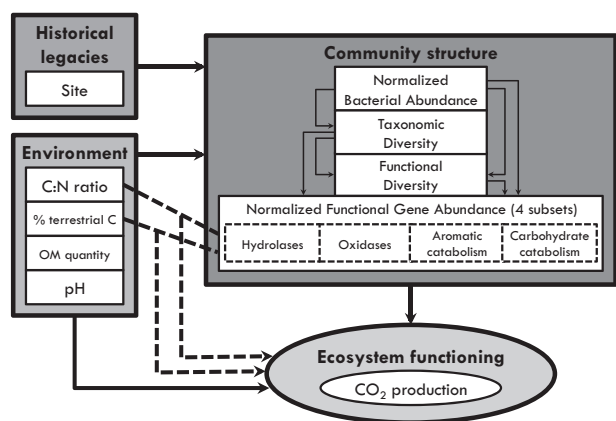 Historical
legacies
Site
Environment
C:N ratio
% terrestrial C
OM quantity
pH
Community structure
Normalized
Bacterial Abundance
Taxonomic
Diversity
Functional
Diversity
Normalized Functional Gene Abundance (4 subsets)
Hydrolases
Oxidases
Aromatic
catabolism
Carbohydrate
catabolism
Ecosystem functioning
CO₂ production